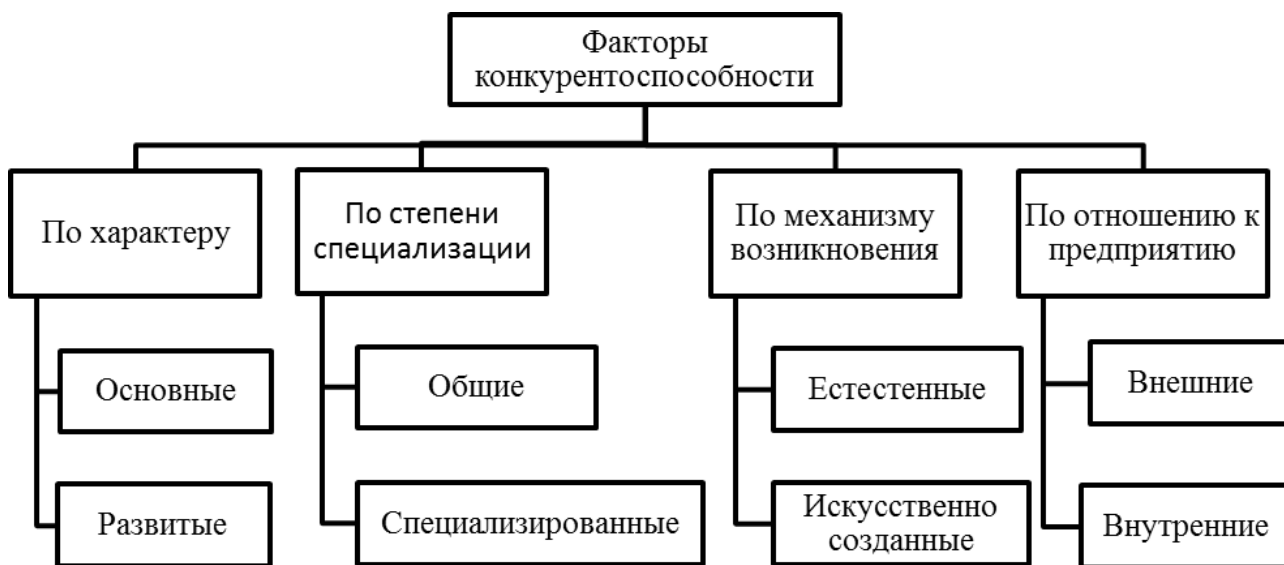 Факторы
конкурентоспособности
По характеру
Основные
Развитые
По степени
специализации
Общие
Специализированные
По механизму
возникновения
Естестенные
Искусственно
созданные
По отношению к
предприятию
Внешние
Внутренние